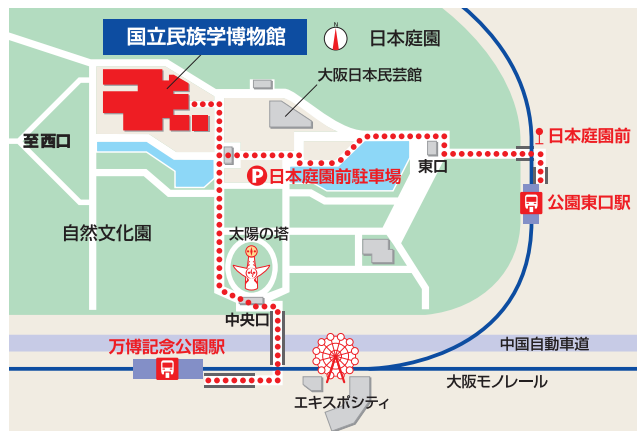 N
国立民族学博物館
日本庭園
大阪日本民芸館
至西口
日本庭園前
東口
P日本庭園前駐車場
公園東口駅
自然文化園
太陽の塔
中央口
万博記念公園駅
中国自動車道
大阪モノレール
エキスポシティ